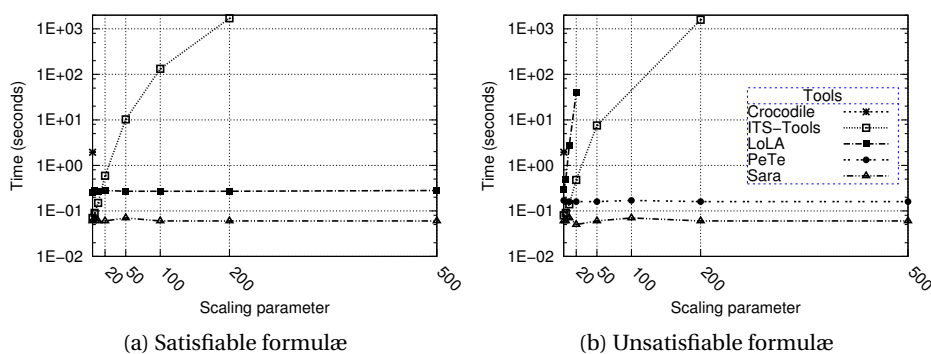 Time (seconds)
1E+03
1E+02
1E+01
1E+00
1E−01
1E−02
20
50
100
200
500
Scaling parameter
(a) Satisfiable formulæ
Time (seconds)
1E+03
1E+02
1E+01
1E+00
1E−01
1E−02
Tools
Crocodile
ITS−Tools
LoLA
PeTe
Sara
20
50
100
200
500
Scaling parameter
(b) Unsatisfiable formulæ